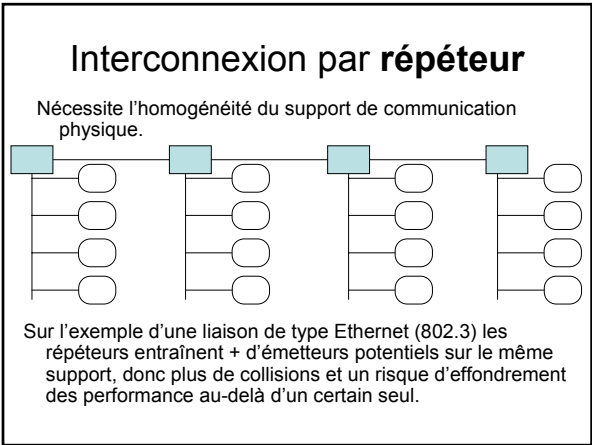 Interconnexion par répéteur
Nécessite l’homogénéité du support de communication
physique.
Sur l’exemple d’une liaison de type Ethernet (802.3) les
répéteurs entraînent + d’émetteurs potentiels sur le même
support, donc plus de collisions et un risque d’effondrement
des performance au-delà d’un certain seul.